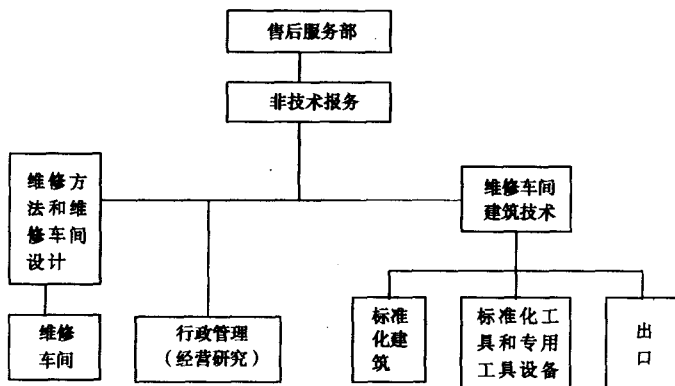 售后服务部
非技术报务
维修方
法和维
修车间
设计
维修车间
建筑技术
维修
车间
行政管理
（经营研究）
标准
化建
筑
标准化工
具和专用
工具设备
出
口